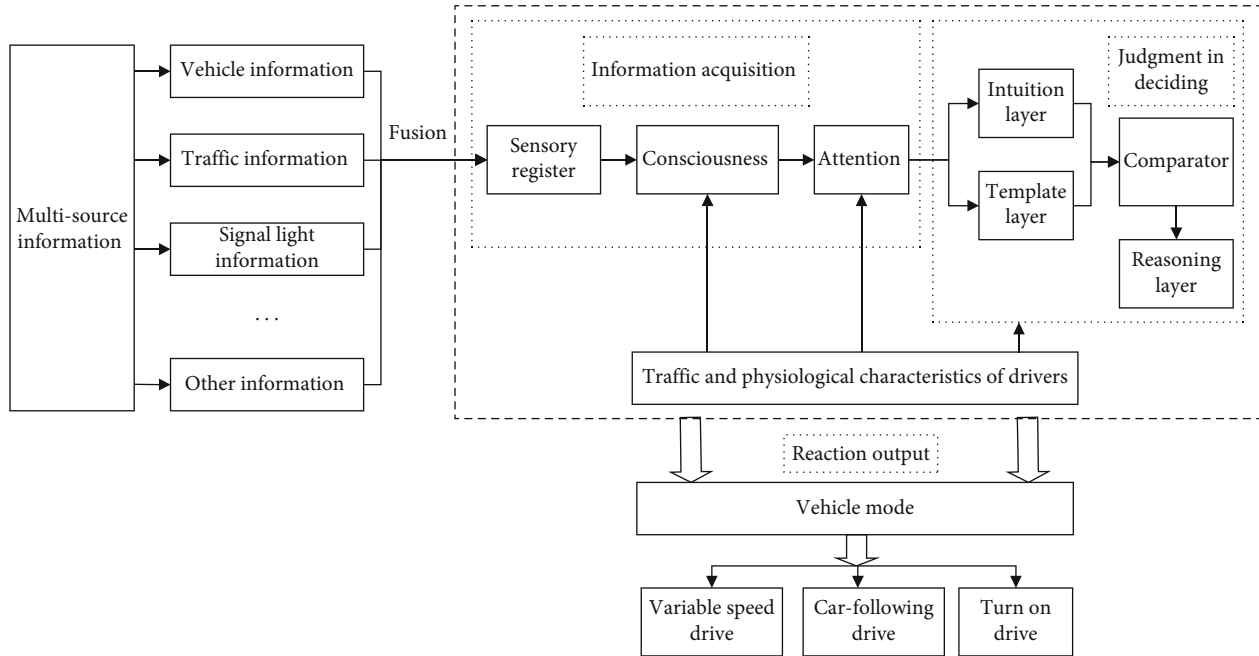 Multi-source
information
Vehicle information
Traffic information
Signal light
information
...
Other information
Fusion
Information acquisition
Sensory
register
Consciousness
Attention
Judgment in
deciding
Intuition
layer
Template
layer
Comparator
Reasoning
layer
Traffic and physiological characteristics of drivers
Reaction output
Vehicle mode
Variable speed
drive
Car-following
drive
Turn on
drive